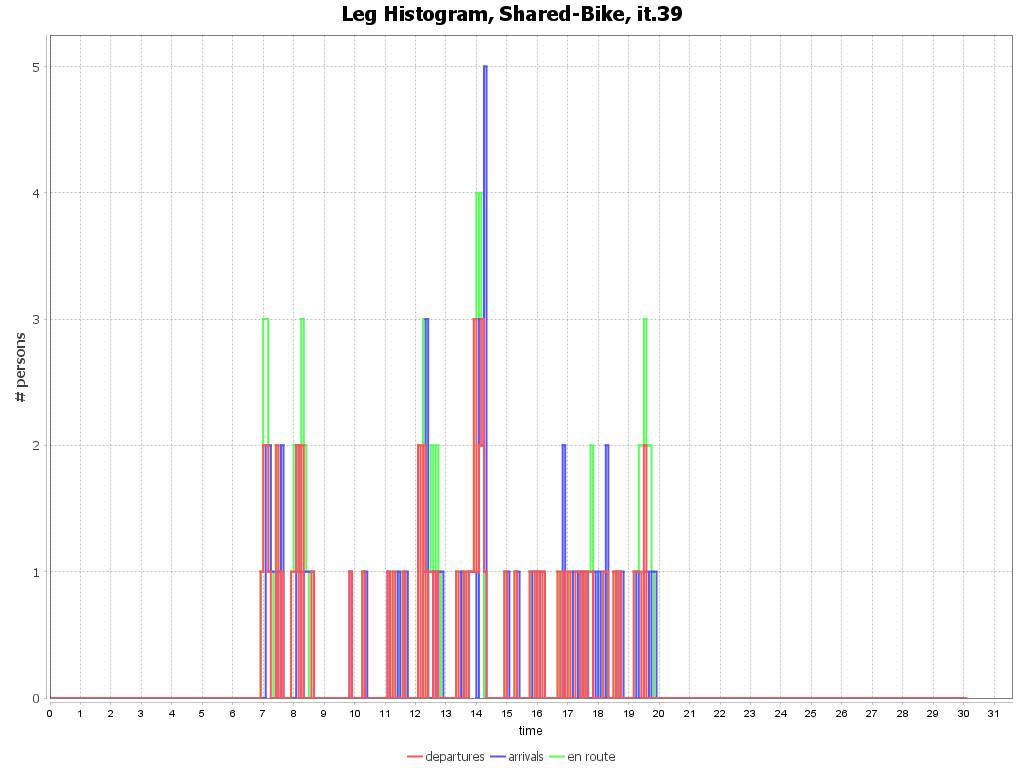 Leg Histogram, Shared-Bike, it.39
# persons
5
4
3
2
1
0
0 1 2 3 4 5 6 7 8 9 10 11 12 13 14 15 16 17 18 19 20 21 22 23 24 25 26 27 28 29 30 31
time
departures arrivals en route